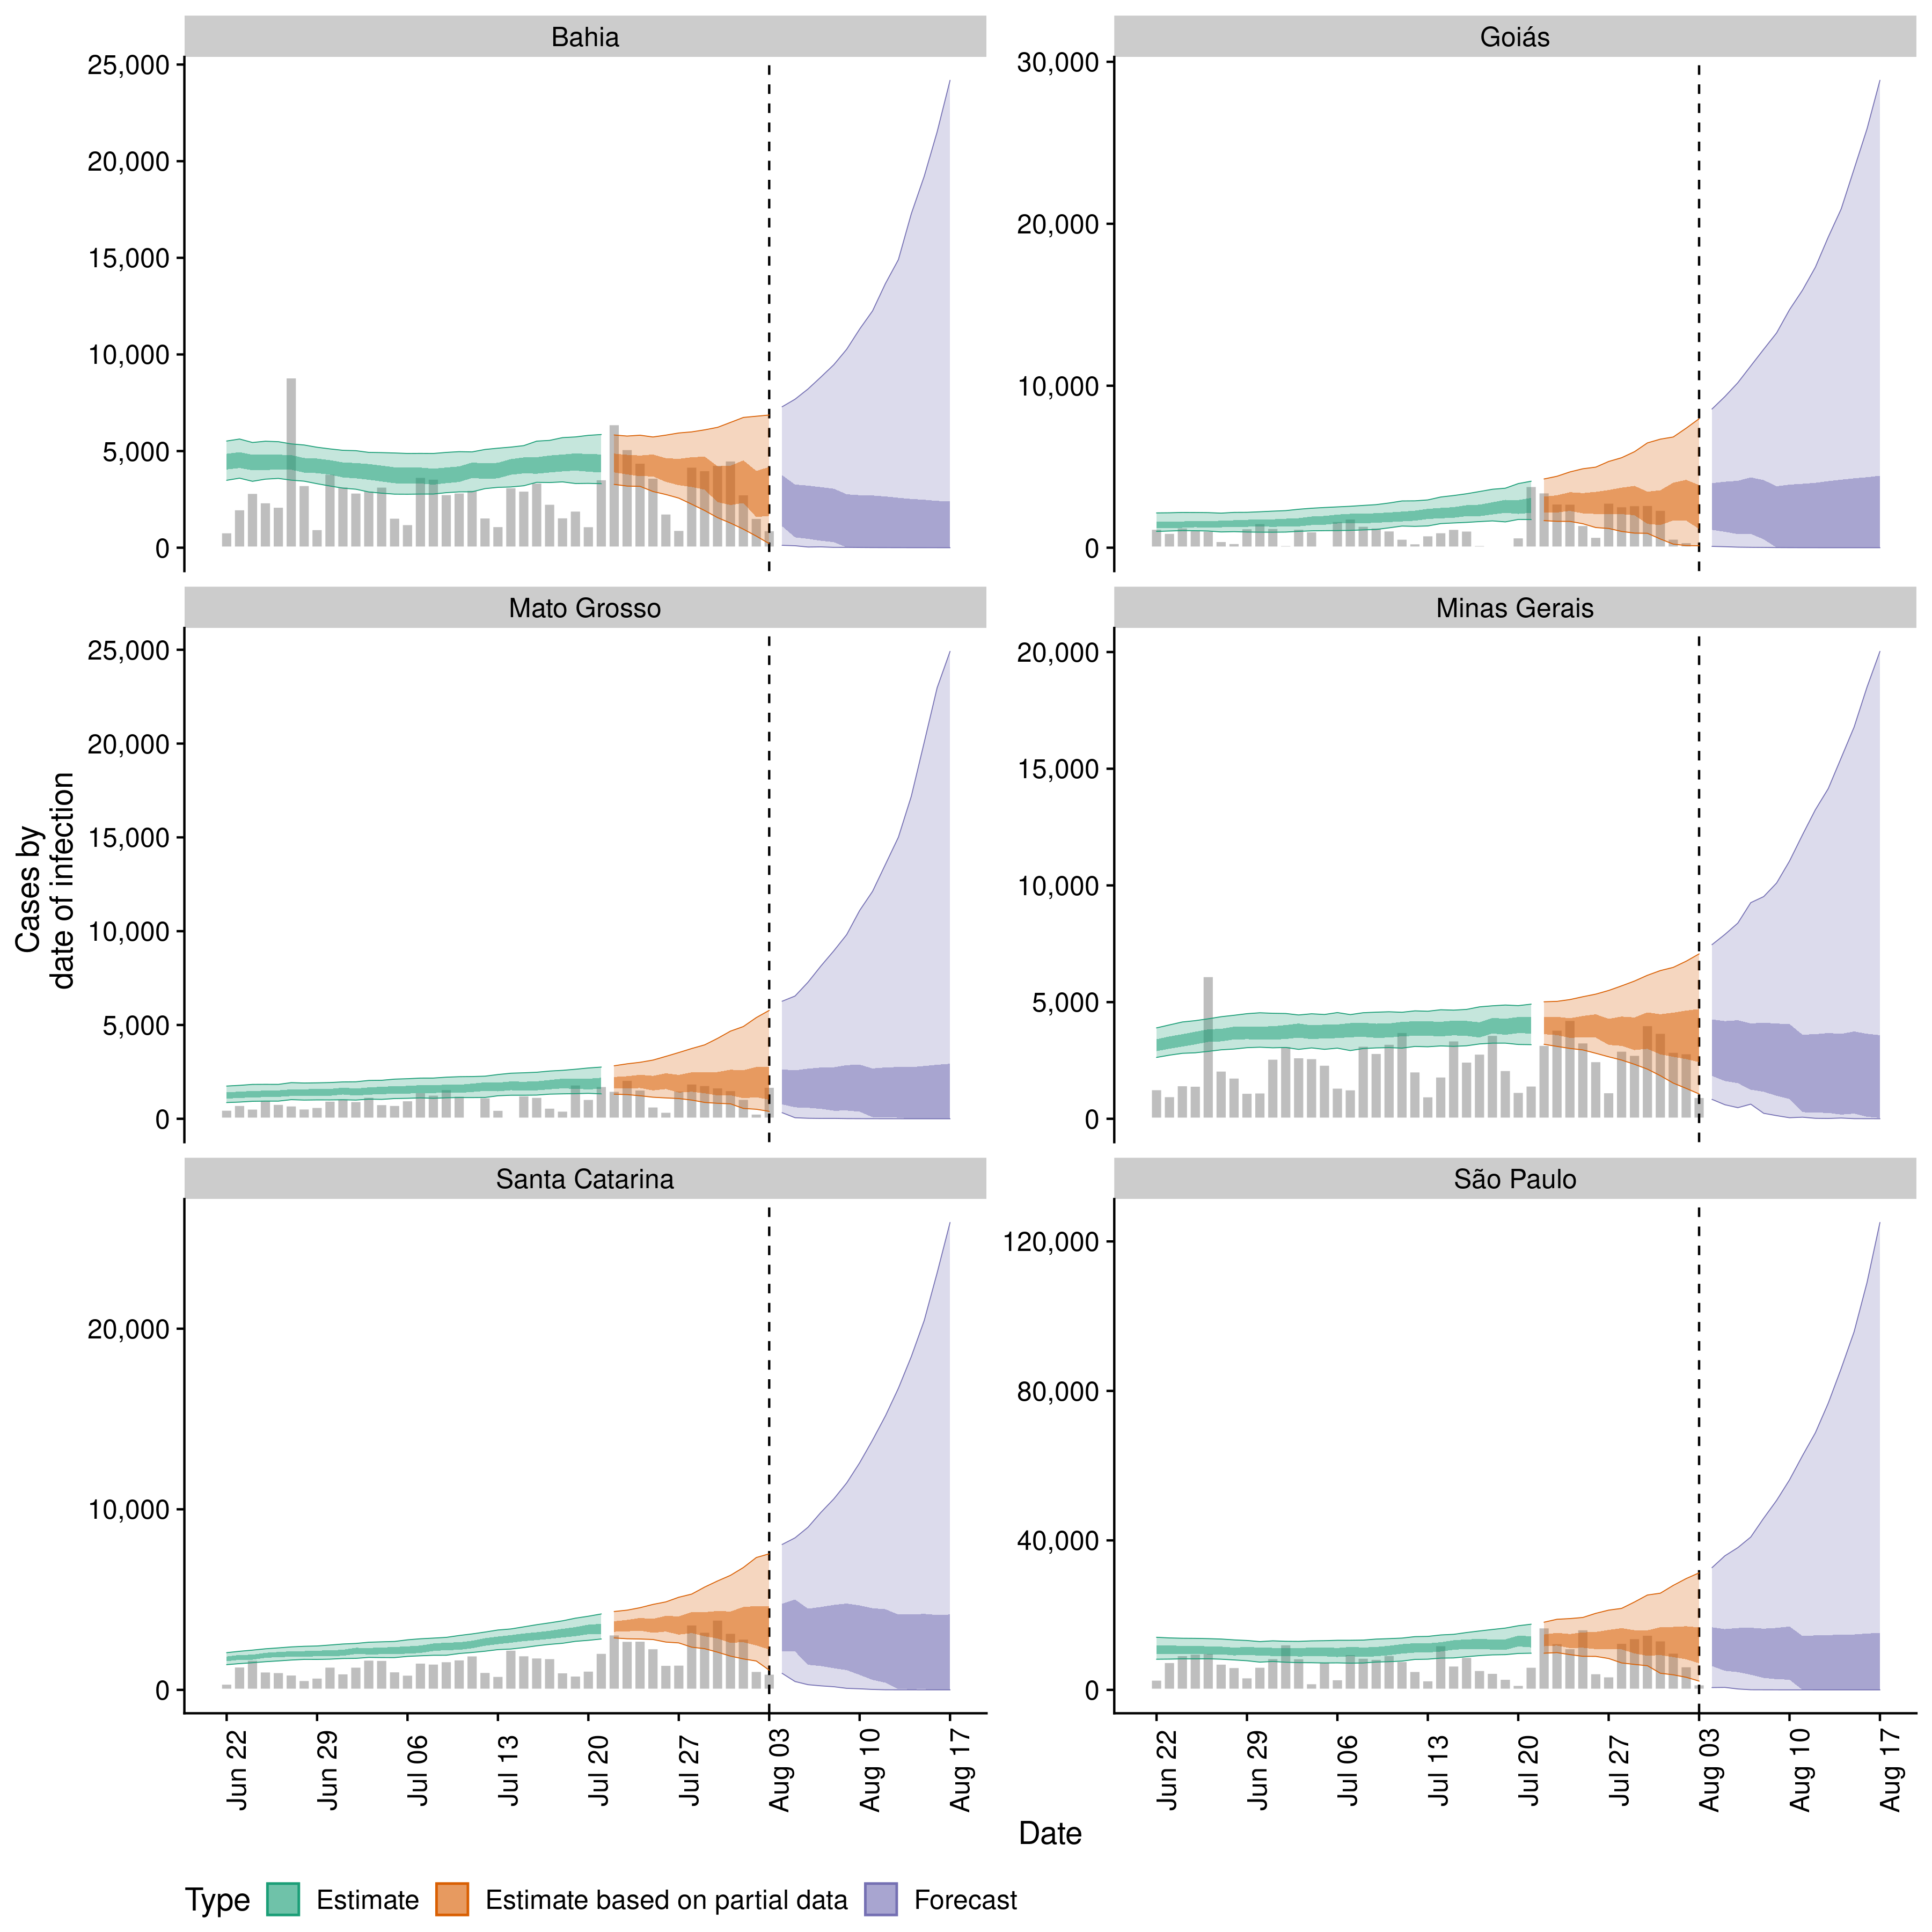 Bahia
Goiás
25,000
20,000
15,000
10,000
5,000
0
30,000
20,000
10,000
0
Mato Grosso
Minas Gerais
25,000
20,000
15,000
10,000
5,000
0
20,000
15,000
10,000
5,000
0
Cases by
date of infection
Santa Catarina
São Paulo
20,000
10,000
0
120,000
80,000
40,000
0
Jun 22
Jun 29
Jul 06
Jul 13
Jul 20
Jul 27
Aug 03
Aug 10
Aug 17
Jun 22
Jun 29
Jul 06
Jul 13
Jul 20
Jul 27
Aug 03
Aug 10
Aug 17
Date
Type Estimate Estimate based on partial data Forecast